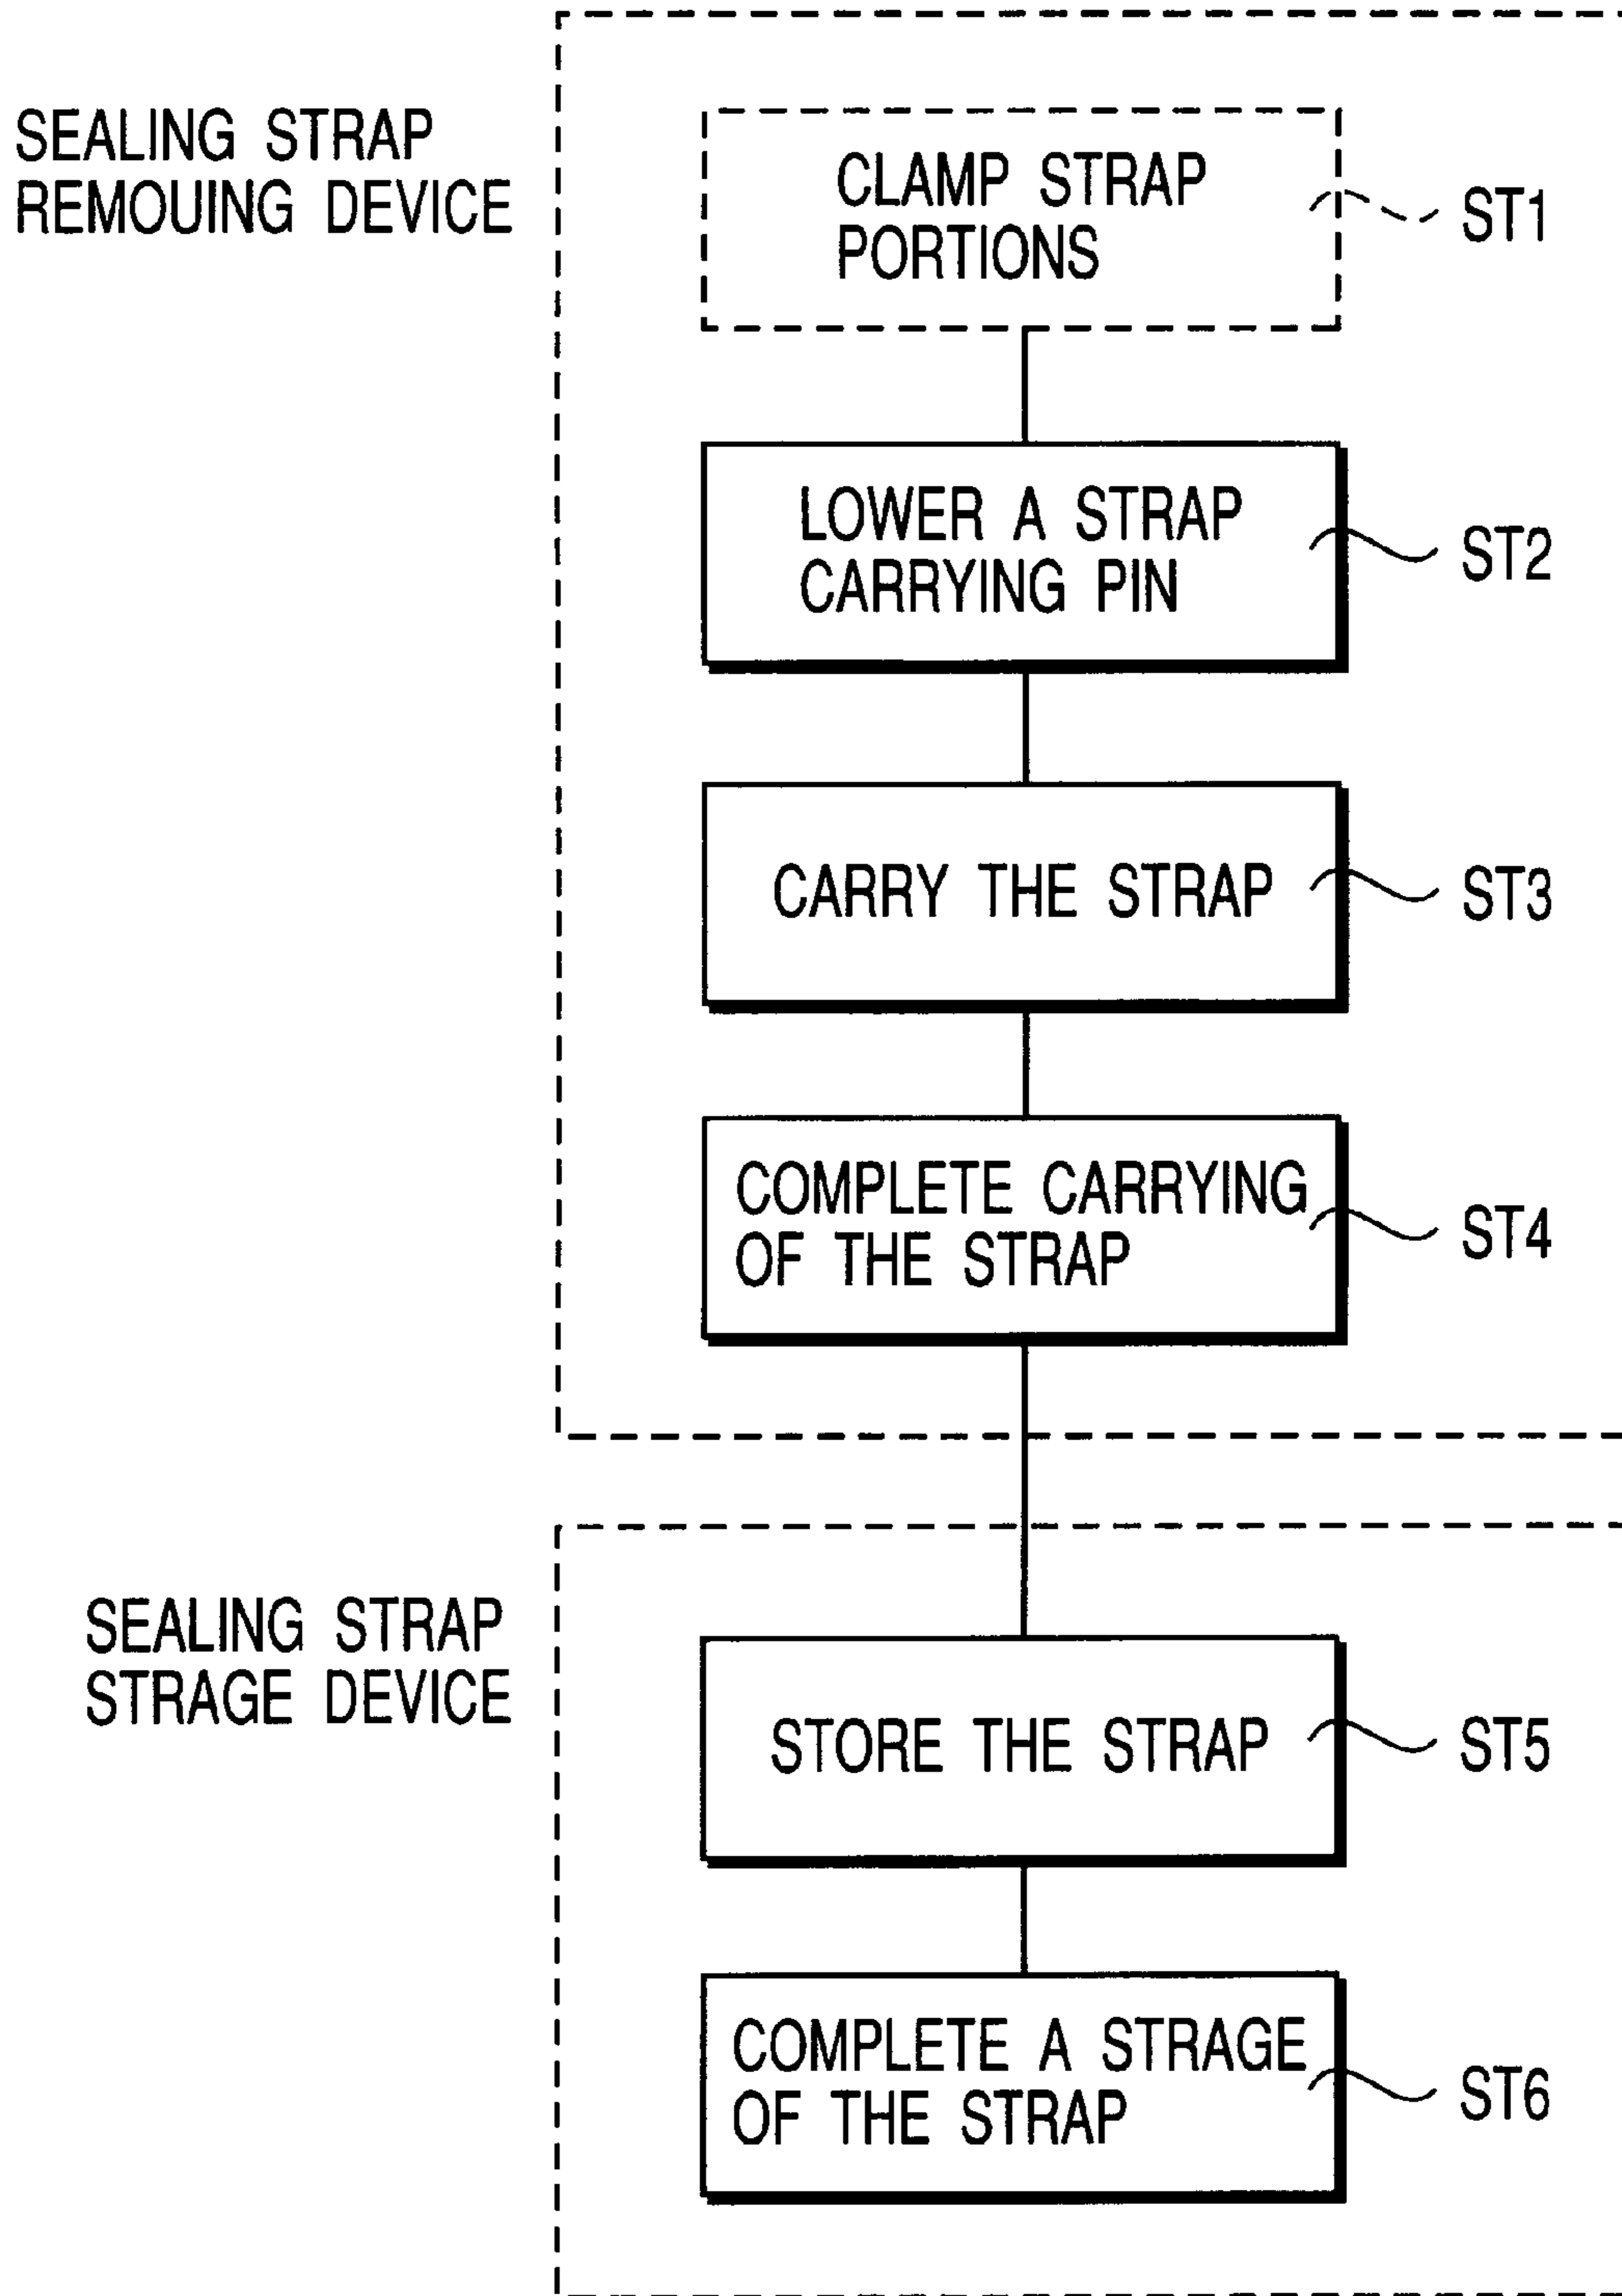 SEALING STRAP
REMOUING DEVICE
CLAMP STRAP
PORTIONS
ST1
LOWER A STRAP
CARRYING PIN
ST2
CARRY THE STRAP
ST3
COMPLETE CARRYING
OF THE STRAP
ST4
SEALING STRAP
STRAGE DEVICE
STORE THE STRAP
ST5
COMPLETE A STRAGE
OF THE STRAP
ST6